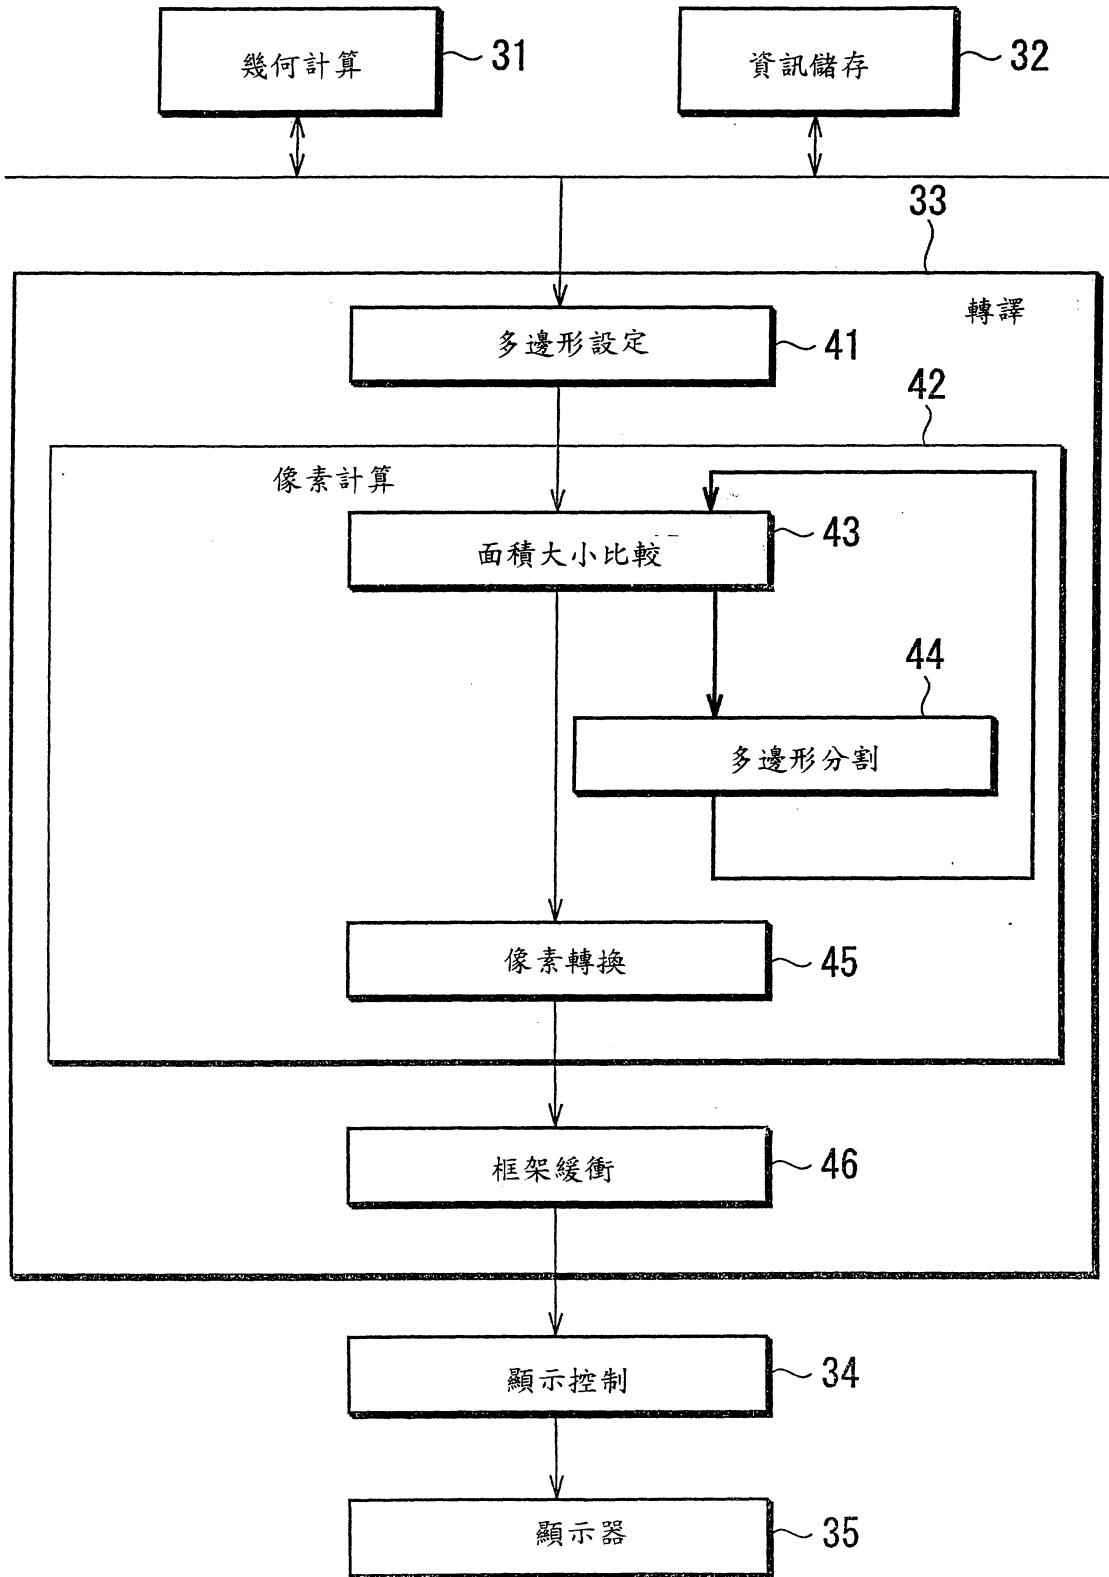 幾何計算
31
資訊儲存
32
33
轉譯
多邊形設定
41
42
像素計算
面積大小比較
43
44
多邊形分割
像素轉換
45
框架緩衝
46
顯示控制
34
顯示器
35